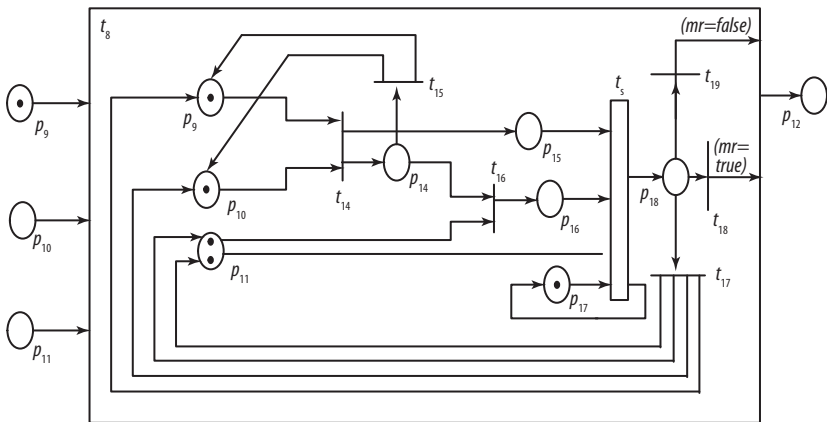 t8
(mr=false)
t15
ts
t19
p9
p9
p12
p15
(mr=
true)
t14
p14
t16
p18
p10
p10
p16
t18
p11
t17
p17
p11